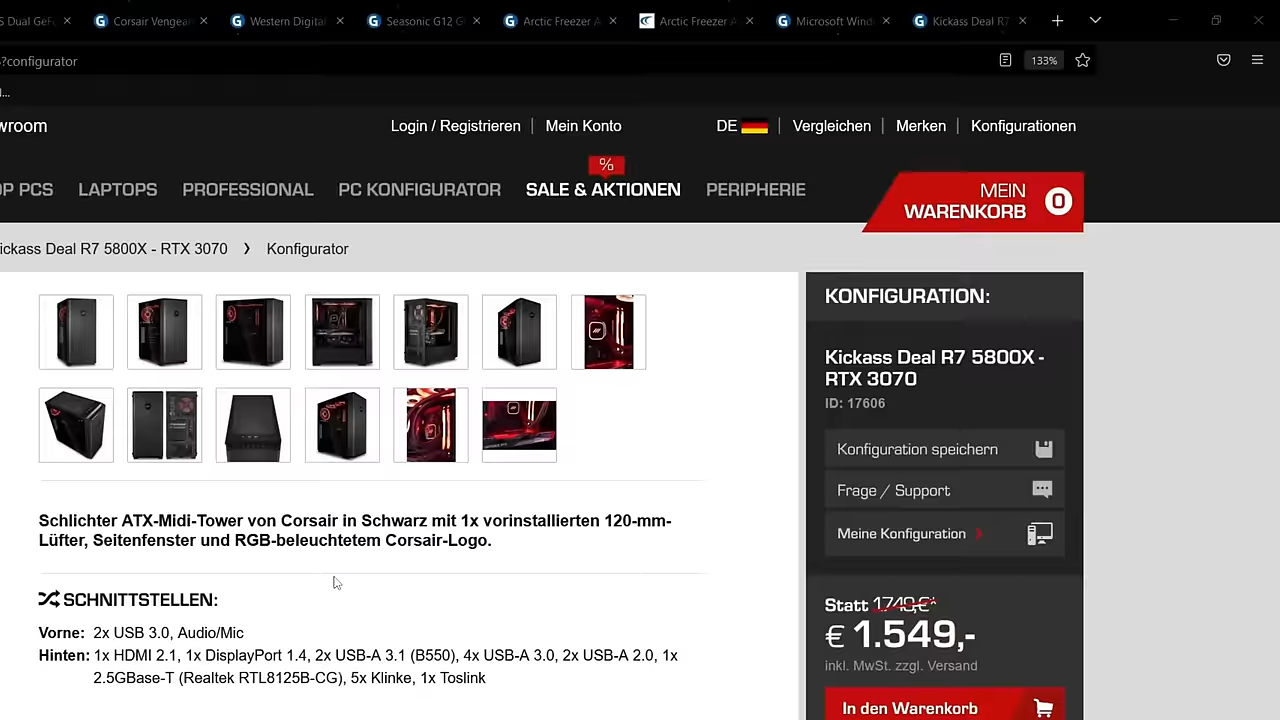 Corsair Vengean
Western Digital
Seasonic G12 G
Arctic Freezer A
Arctic Freezer A
Microsoft Wind
Kickass Deal R7
?configurator
133%
...
wroom
Login / Registrieren
Mein Konto
DE
Vergleichen
Merken
Konfigurationen
%
OP PCS
LAPTOPS
PROFESSIONAL
PC KONFIGURATOR
SALE & AKTIONEN
PERIPHERIE
MEIN
WARENKORB
0
ickass Deal R7 5800X - RTX 3070 › Konfigurator
KONFIGURATION:
Kickass Deal R7 5800X -
RTX 3070
ID: 17606
Konfiguration speichern
Frage / Support
Meine Konfiguration
Statt 1749,€*
€ 1.549,-
inkl. MwSt. zzgl. Versand
In den Warenkorb
Schlichter ATX-Midi-Tower von Corsair in Schwarz mit 1x vorinstallierten 120-mm-
Lüfter, Seitenfenster und RGB-beleuchtetem Corsair-Logo.
SCHNITTSTELLEN:
Vorne: 2x USB 3.0, Audio/Mic
Hinten: 1x HDMI 2.1, 1x DisplayPort 1.4, 2x USB-A 3.1 (B550), 4x USB-A 3.0, 2x USB-A 2.0, 1x
2.5GBase-T (Realtek RTL8125B-CG), 5x Klinke, 1x Toslink